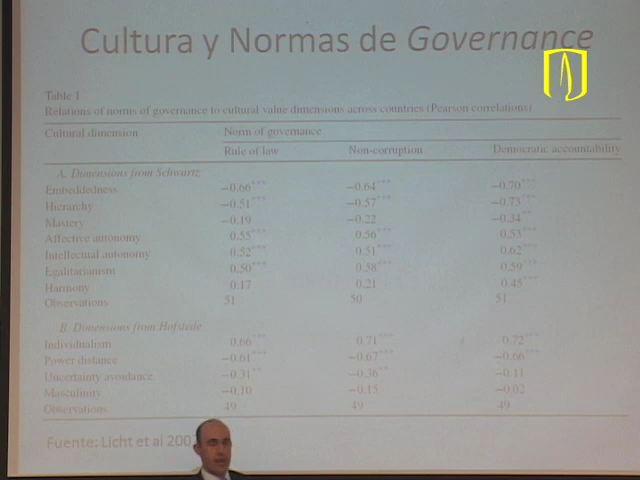 Cultura y Normas de Governance
Table 1
Relations of norms of governance to cultural value dimensions across countries (Pearson correlations)
Cultural dimension Norm of governance
Rule of law Non-corruption Democratic accountability
A. Dimensions from Schwartz
Embeddedness −0.66*** −0.64*** −0.70***
Hierarchy −0.51*** −0.57*** −0.73***
Mastery −0.19 −0.22 −0.34**
Affective autonomy 0.55*** 0.56*** 0.53***
Intellectual autonomy 0.52*** 0.51*** 0.62***
Egalitarianism 0.50*** 0.58*** 0.59***
Harmony 0.17 0.21 0.45***
Observations 51 50 51
B. Dimensions from Hofstede
Individualism 0.66*** 0.71*** 0.72***
Power distance −0.61*** −0.67*** −0.66***
Uncertainty avoidance −0.31** −0.36** −0.11
Masculinity −0.10 −0.15 −0.02
Observations 49 49 49
Fuente: Licht et al